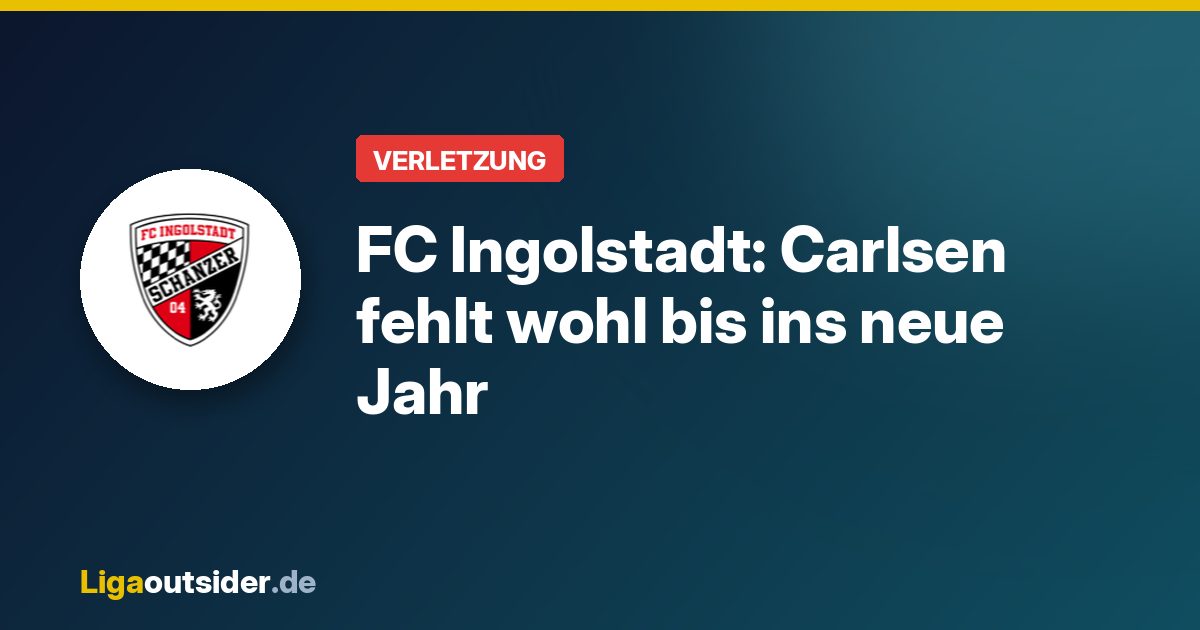 VERLETZUNG
FC INGOLSTADT
SCHANZER
04
FC Ingolstadt: Carlsen
fehlt wohl bis ins neue
Jahr
Ligaoutsider.de